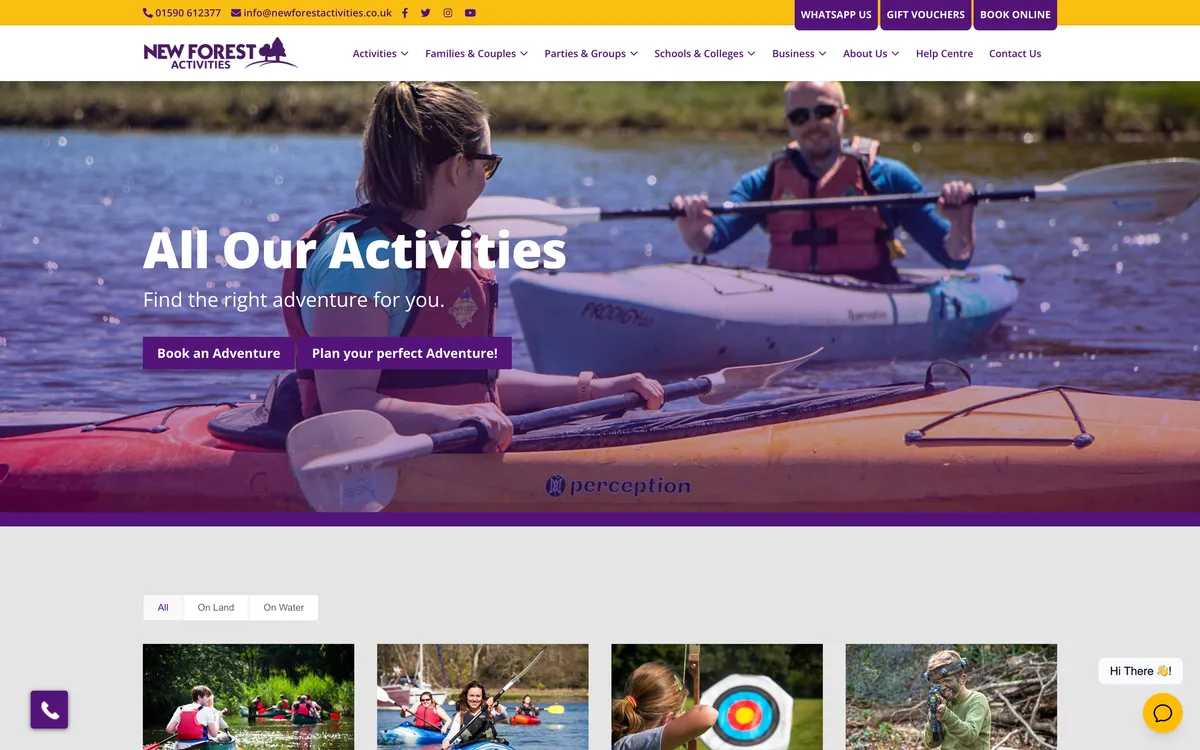 01590 612377 info@newforestactivities.co.uk
WHATSAPP US GIFT VOUCHERS BOOK ONLINE
NEW FOREST
ACTIVITIES
Activities Families & Couples Parties & Groups Schools & Colleges Business About Us Help Centre Contact Us
All Our Activities
Find the right adventure for you.
Book an Adventure Plan your perfect Adventure!
PRODIGY
perception
All On Land On Water
Hi There 👋!